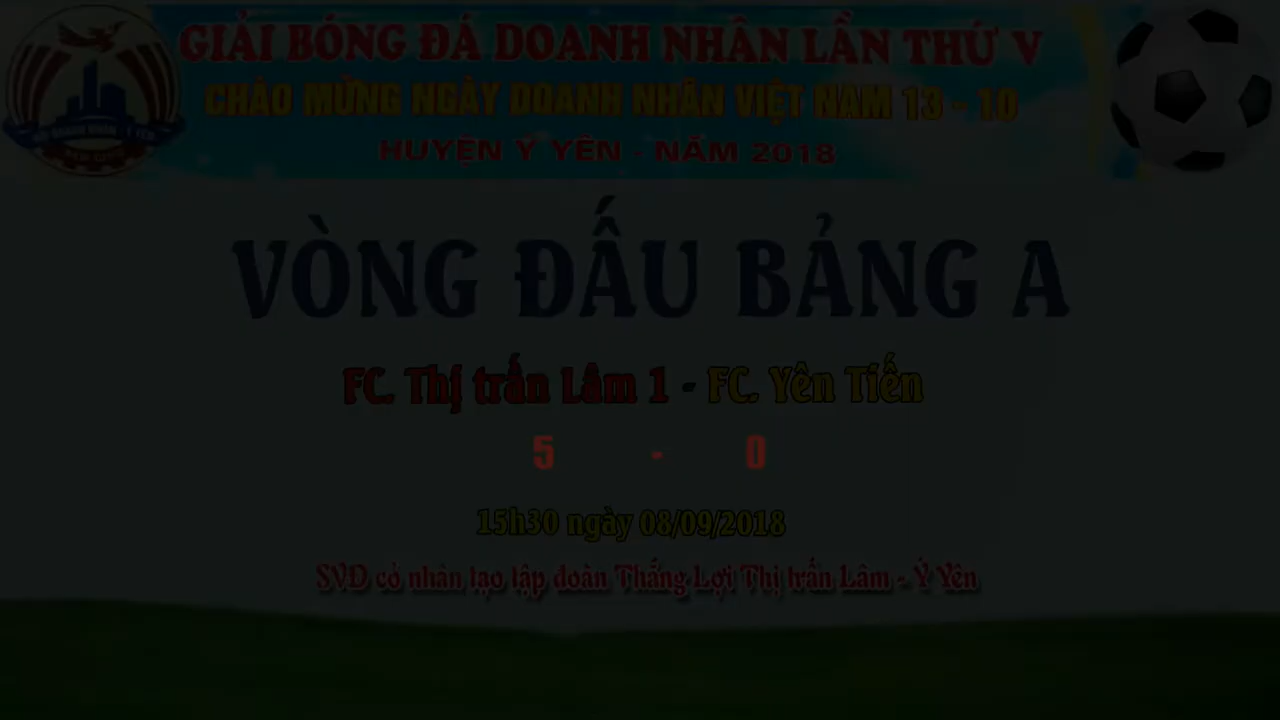 GIẢI BÓNG ĐÁ DOANH NHÂN LẦN THỨ V
CHÀO MỪNG NGÀY DOANH NHÂN VIỆT NAM 13 - 10
HUYỆN Ý YÊN - NĂM 2018
VÒNG ĐẤU BẢNG A
FC. Thị trấn Lâm 1 - FC. Yên Tiến
5 - 0
15h30 ngày 08/09/2018
SVĐ cỏ nhân tạo tập đoàn Thắng Lợi Thị trấn Lâm - Ý Yên